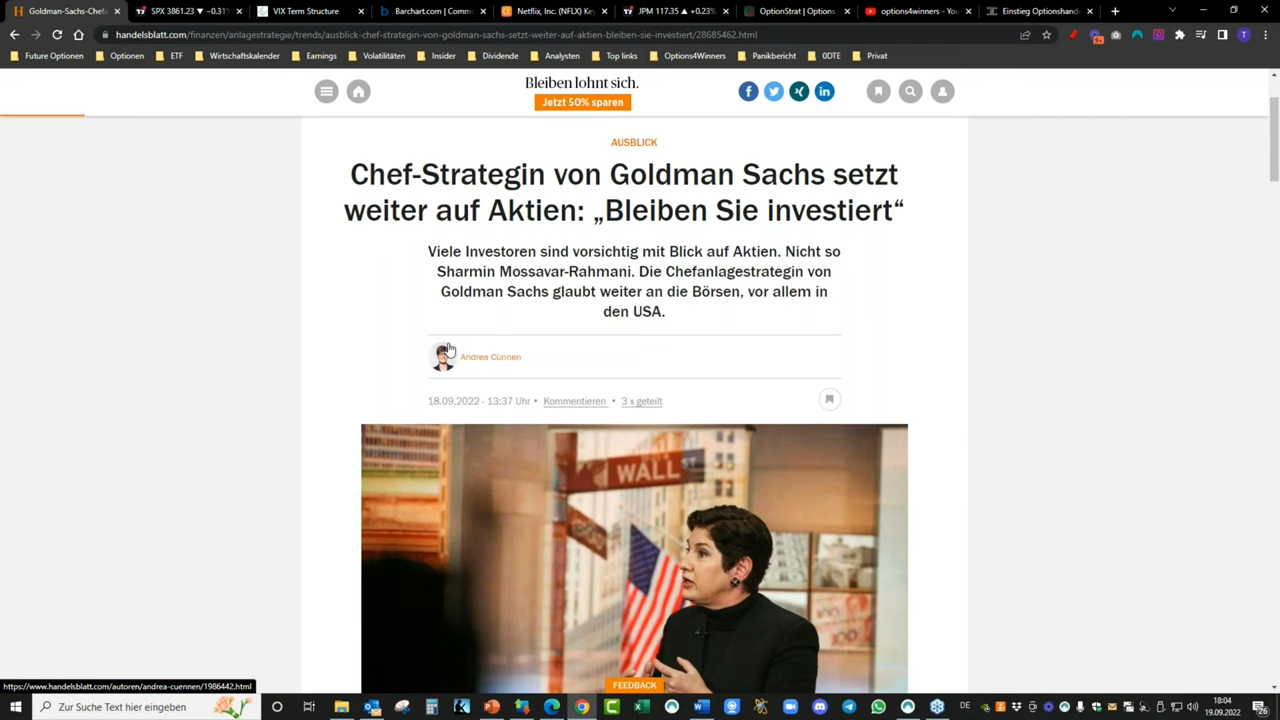 Goldman-Sachs-Chef-
SPX 3861.23 ▼ −0.31%
VIX Term Structure
Barchart.com | Comm
Netflix, Inc. (NFLX) Key
JPM 117.35 ▲ +0.23%
OptionStrat | Options
options4winners - You
Einstieg Optionshand
handelsblatt.com/finanzen/anlagestrategie/trends/ausblick-chef-strategin-von-goldman-sachs-setzt-weiter-auf-aktien-bleiben-sie-investiert/28685462.html
Future Optionen
Optionen
ETF
Wirtschaftskalender
Earnings
Volatilitäten
Insider
Dividende
Analysten
Top links
Options4Winners
Panikbericht
0DTE
Privat
Bleiben lohnt sich.
Jetzt 50% sparen
AUSBLICK
Chef-Strategin von Goldman Sachs setzt
weiter auf Aktien: „Bleiben Sie investiert“
Viele Investoren sind vorsichtig mit Blick auf Aktien. Nicht so
Sharmin Mossavar-Rahmani. Die Chefanlagestrategin von
Goldman Sachs glaubt weiter an die Börsen, vor allem in
den USA.
Andrea Cünnen
18.09.2022 - 13:37 Uhr • Kommentieren • 3 x geteilt
WALL ST
FEEDBACK
https://www.handelsblatt.com/autoren/andrea-cuennen/1986442.html
Zur Suche Text hier eingeben
DE
18:04
19.09.2022